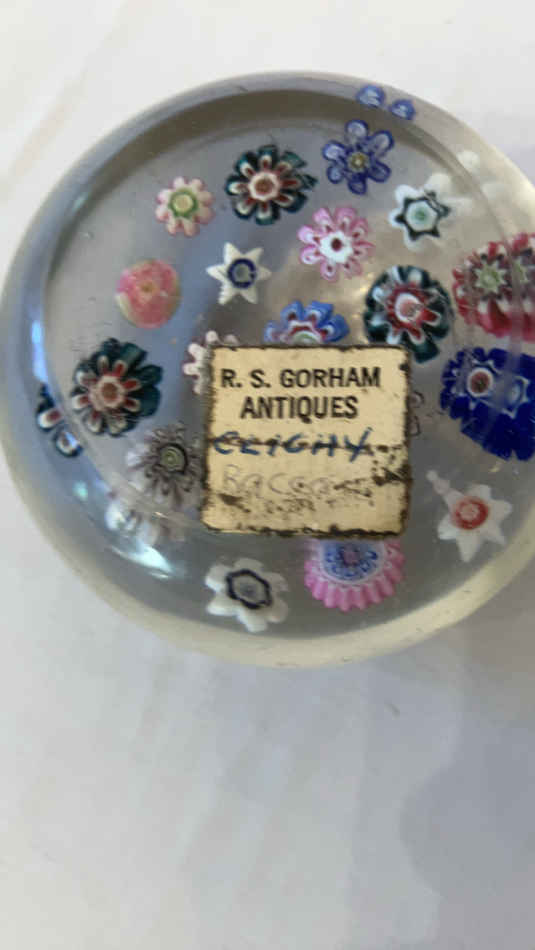 R. S. GORHAM
ANTIQUES
CLICHY